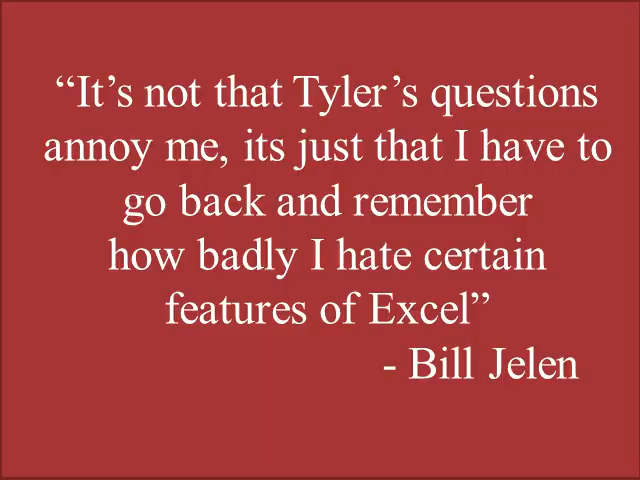 “It’s not that Tyler’s questions
annoy me, its just that I have to
go back and remember
how badly I hate certain
features of Excel”
- Bill Jelen